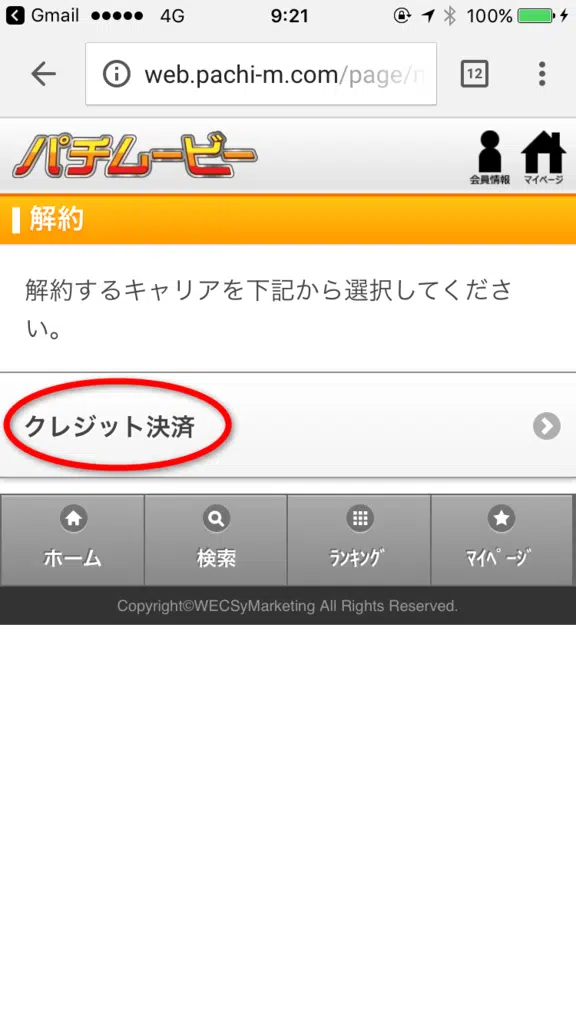 Gmail 4G 9:21 100%
web.pachi-m.com/page/
12
パチムービー
会員情報 マイページ
解約
解約するキャリアを下記から選択してくださ
い。
クレジット決済
ホーム 検索 ﾗﾝｷﾝｸﾞ ﾏｲﾍﾟｰｼﾞ
Copyright©WECSyMarketing All Rights Reserved.